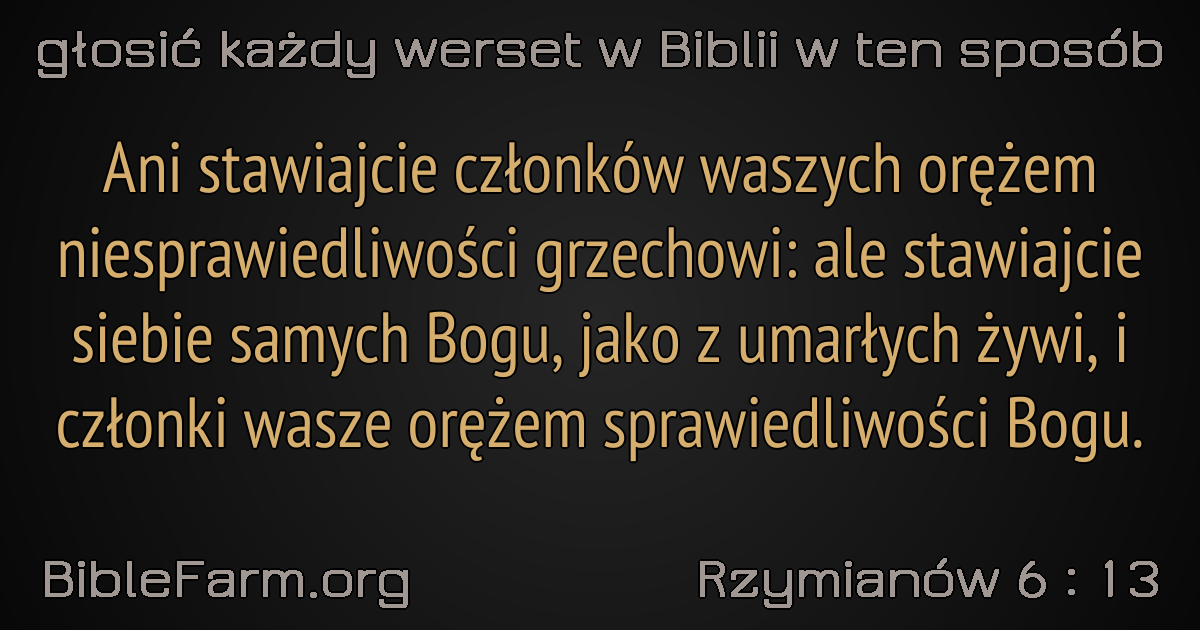 głosić każdy werset w Biblii w ten sposób
Ani stawiajcie członków waszych orężem
niesprawiedliwości grzechowi: ale stawiajcie
siebie samych Bogu, jako z umarłych żywi, i
członki wasze orężem sprawiedliwości Bogu.
BibleFarm.org
Rzymianów 6 : 13